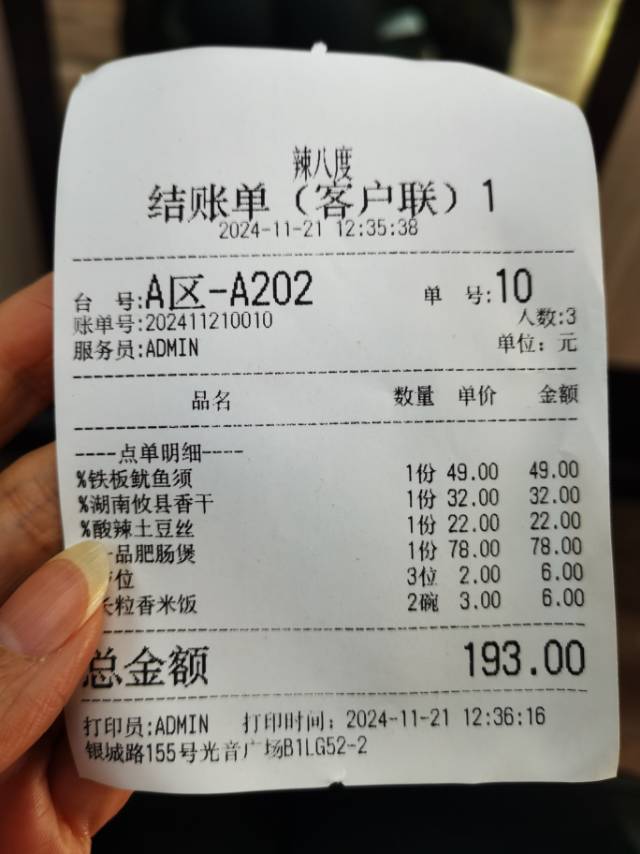 辣八度
结账单（客户联）1
2024-11-21 12:35:38
台 号:A区-A202 单 号:10
账单号:202411210010 人数:3
服务员:ADMIN 单位：元
品名 数量 单价 金额
----点单明细----
%铁板鱿鱼须 1份 49.00 49.00
%湖南攸县香干 1份 32.00 32.00
%酸辣土豆丝 1份 22.00 22.00
品肥肠煲 1份 78.00 78.00
位 3位 2.00 6.00
粒香米饭 2碗 3.00 6.00
总金额 193.00
打印员:ADMIN 打印时间：2024-11-21 12:36:16
银城路155号光音广场B1LG52-2